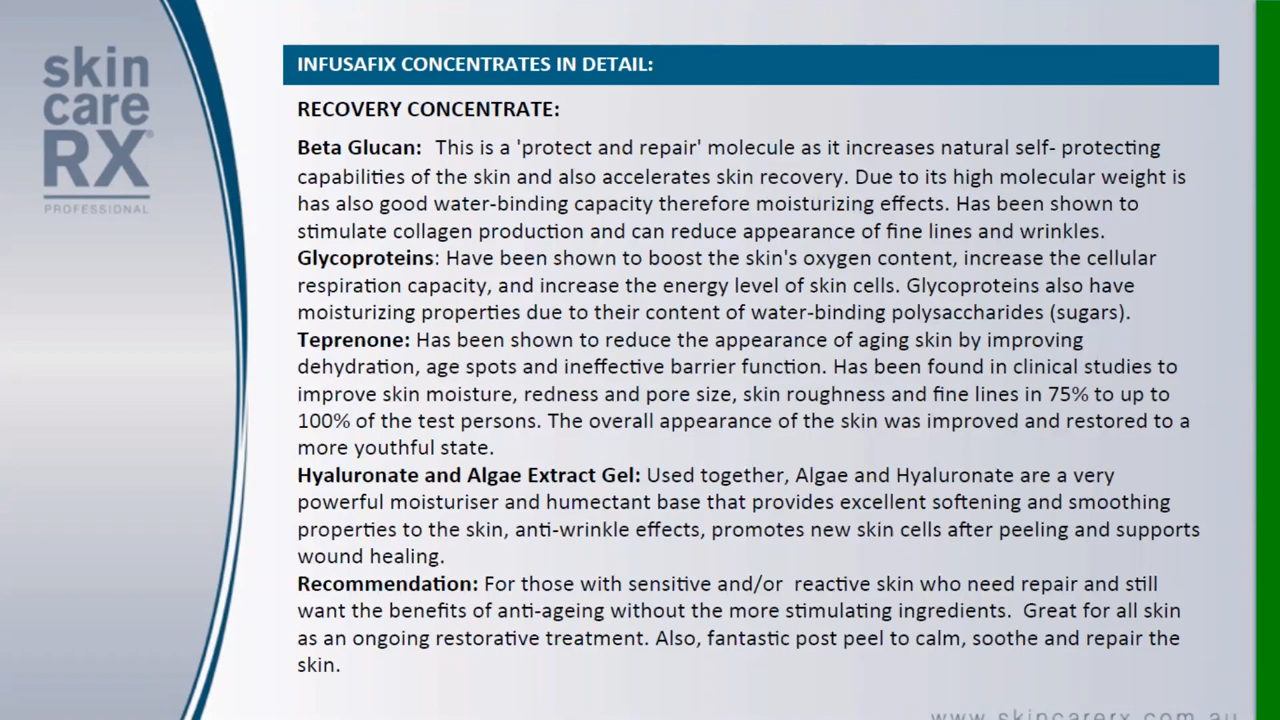 skin
care
RX®
PROFESSIONAL
INFUSAFIX CONCENTRATES IN DETAIL:
RECOVERY CONCENTRATE:
Beta Glucan:  This is a 'protect and repair' molecule as it increases natural self- protecting
capabilities of the skin and also accelerates skin recovery. Due to its high molecular weight is
has also good water-binding capacity therefore moisturizing effects. Has been shown to
stimulate collagen production and can reduce appearance of fine lines and wrinkles.
Glycoproteins: Have been shown to boost the skin's oxygen content, increase the cellular
respiration capacity, and increase the energy level of skin cells. Glycoproteins also have
moisturizing properties due to their content of water-binding polysaccharides (sugars).
Teprenone: Has been shown to reduce the appearance of aging skin by improving
dehydration, age spots and ineffective barrier function. Has been found in clinical studies to
improve skin moisture, redness and pore size, skin roughness and fine lines in 75% to up to
100% of the test persons. The overall appearance of the skin was improved and restored to a
more youthful state.
Hyaluronate and Algae Extract Gel: Used together, Algae and Hyaluronate are a very
powerful moisturiser and humectant base that provides excellent softening and smoothing
properties to the skin, anti-wrinkle effects, promotes new skin cells after peeling and supports
wound healing.
Recommendation: For those with sensitive and/or  reactive skin who need repair and still
want the benefits of anti-ageing without the more stimulating ingredients.  Great for all skin
as an ongoing restorative treatment. Also, fantastic post peel to calm, soothe and repair the
skin.
www.skincarerx.com.au